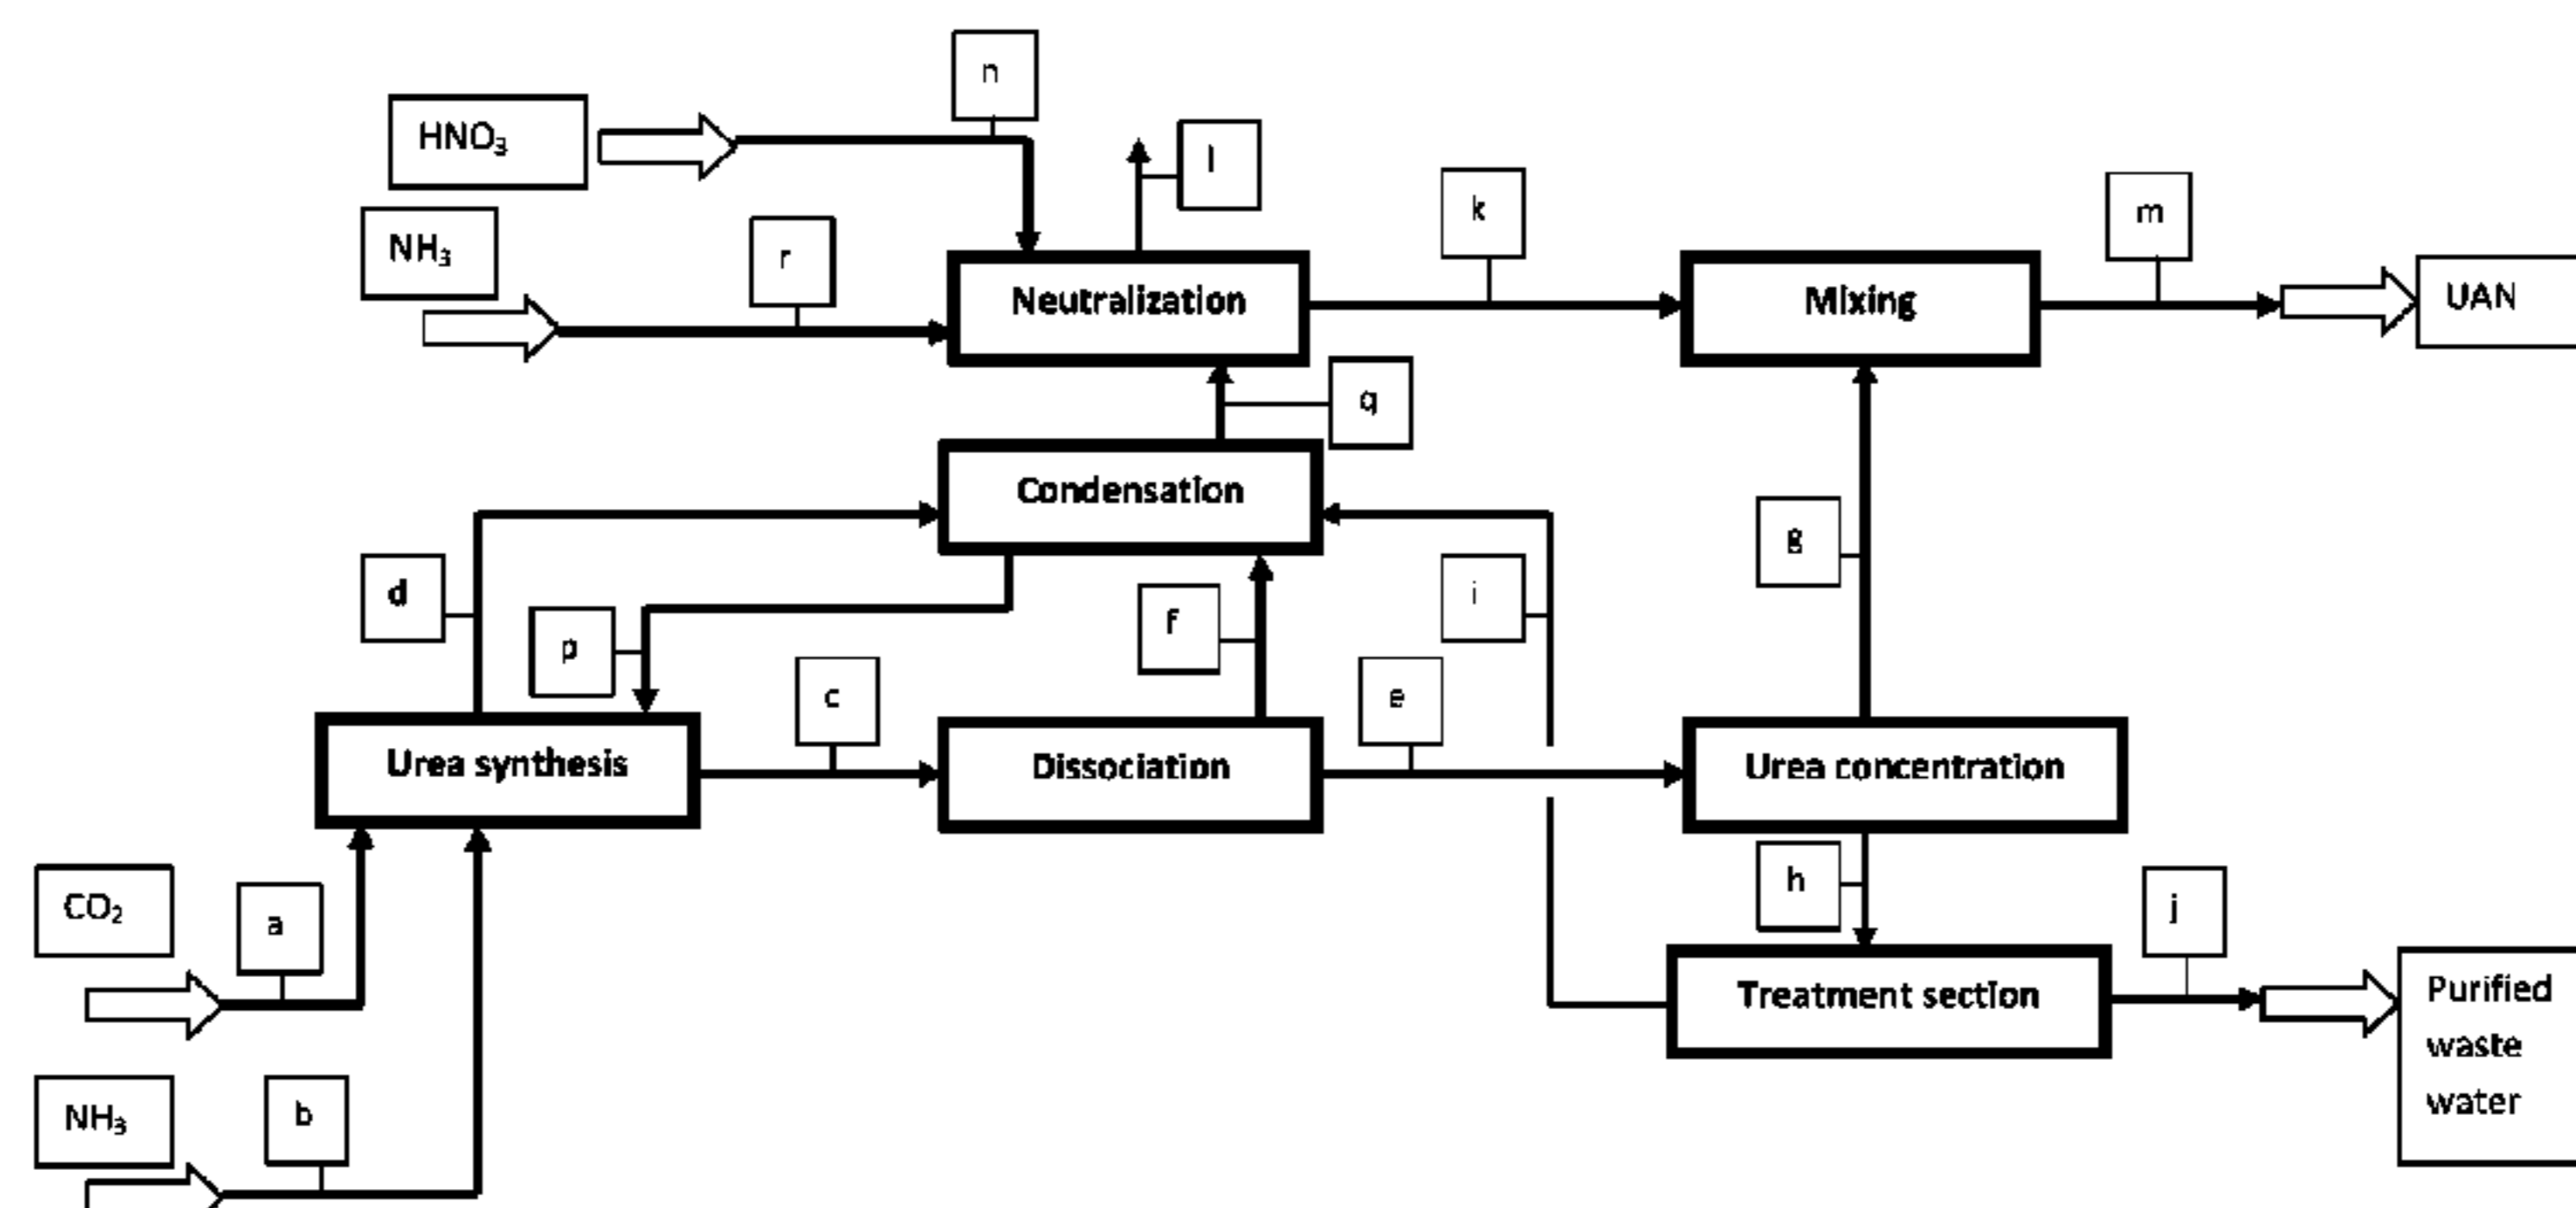 n
HNO₃
l
k
m
NH₃
r
Neutralization
Mixing
UAN
q
Condensation
g
d
i
f
p
c
e
Urea synthesis
Dissociation
Urea concentration
CO₂
a
h
j
Treatment section
Purified
waste
water
NH₃
b